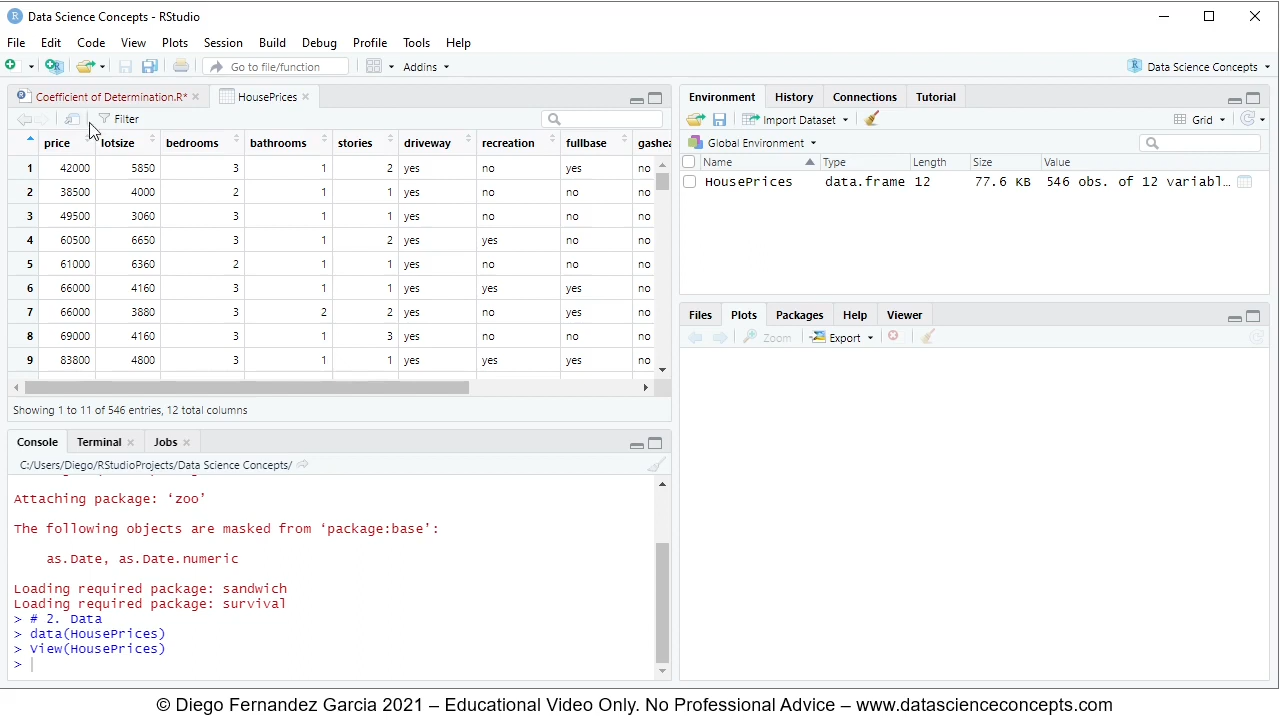 Data Science Concepts - RStudio
File Edit Code View Plots Session Build Debug Profile Tools Help
Go to file/function Addins Data Science Concepts
Coefficient of Determination.R* HousePrices
Filter
price lotsize bedrooms bathrooms stories driveway recreation fullbase
1 42000 5850 3 1 2 yes no yes no
2 38500 4000 2 1 1 yes no no no
3 49500 3060 3 1 1 yes no no no
4 60500 6650 3 1 2 yes yes no no
5 61000 6360 2 1 1 yes no no no
6 66000 4160 3 1 1 yes yes yes no
7 66000 3880 3 2 2 yes no yes no
8 69000 4160 3 1 3 yes no no no
9 83800 4800 3 1 1 yes yes yes no
Showing 1 to 11 of 546 entries, 12 total columns
Console Terminal Jobs
C:/Users/Diego/RStudioProjects/Data Science Concepts/
Attaching package: ‘zoo’
The following objects are masked from ‘package:base’:
as.Date, as.Date.numeric
Loading required package: sandwich
Loading required package: survival
> # 2. Data
> data(HousePrices)
> View(HousePrices)
>
Environment History Connections Tutorial
Import Dataset Grid
Global Environment
Name Type Length Size Value
HousePrices data.frame 12 77.6 KB 546 obs. of 12 variabl…
Files Plots Packages Help Viewer
Zoom Export
© Diego Fernandez Garcia 2021 – Educational Video Only. No Professional Advice – www.datascienceconcepts.com